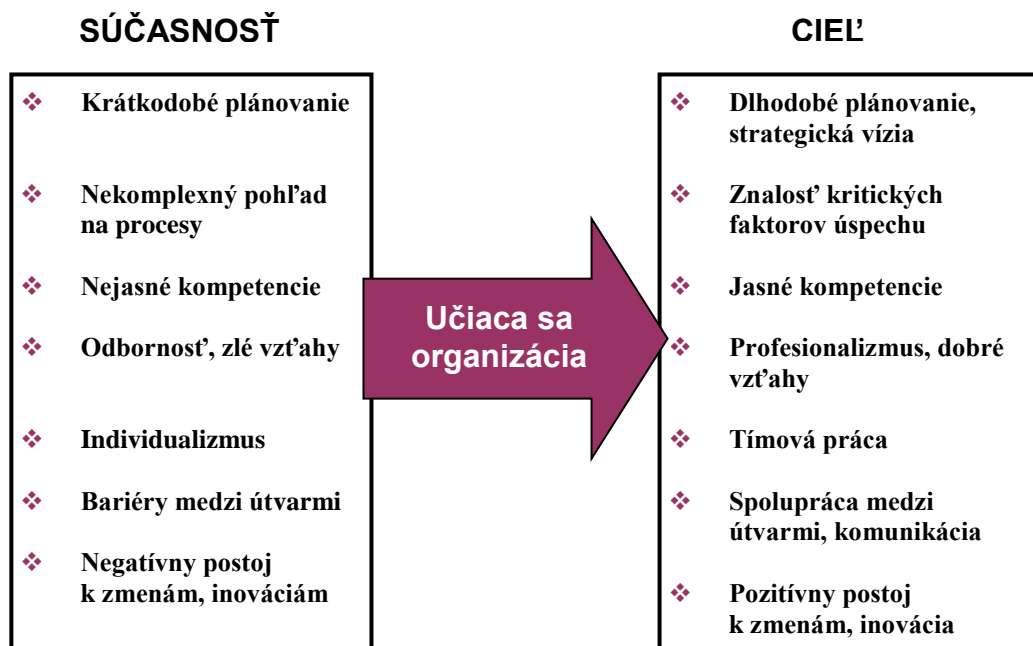 SÚČASNOSŤ
Krátkodobé plánovanie
Nekomplexný pohľad
na procesy
Nejasné kompetencie
Odbornosť, zlé vzťahy
Individualizmus
Bariéry medzi útvarmi
Negatívny postoj
k zmenám, inováciám
Učiaca sa
organizácia
CIEĽ
Dlhodobé plánovanie,
strategická vízia
Znalosť kritických
faktorov úspechu
Jasné kompetencie
Profesionalizmus, dobré
vzťahy
Tímová práca
Spolupráca medzi
útvarmi, komunikácia
Pozitívny postoj
k zmenám, inovácia